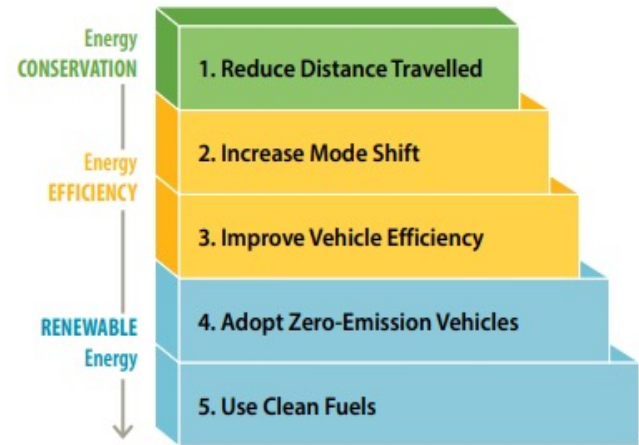 Energy
CONSERVATION
1. Reduce Distance Travelled
Energy
EFFICIENCY
2. Increase Mode Shift
3. Improve Vehicle Efficiency
RENEWABLE
Energy
4. Adopt Zero-Emission Vehicles
5. Use Clean Fuels